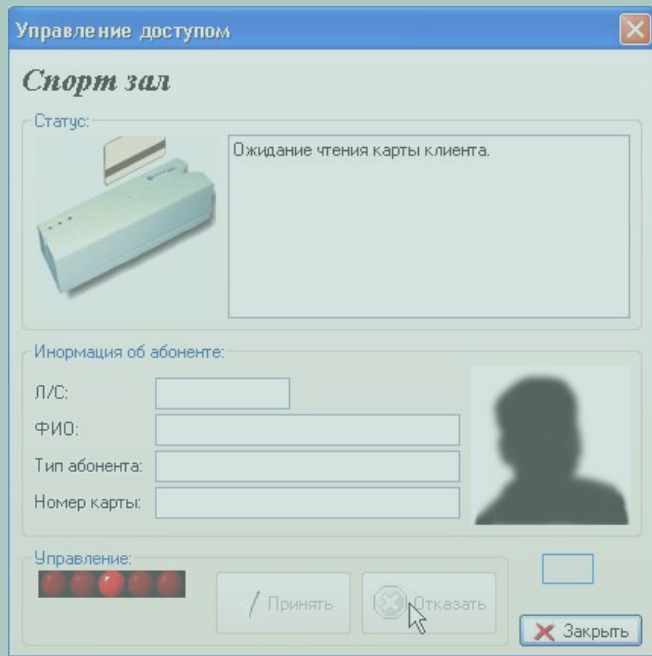 Управление доступом
Спорт зал
Статус:
Ожидание чтения карты клиента.
Инормация об абоненте:
Л/С:
ФИО:
Тип абонента:
Номер карты:
Управление:
Принять
Отказать
Закрыть